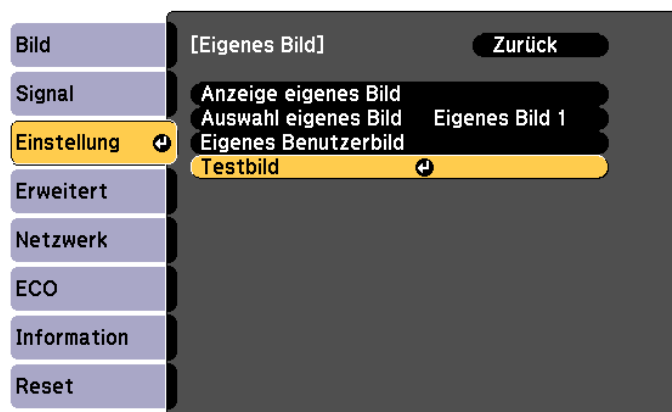 Bild
Signal
Einstellung
Erweitert
Netzwerk
ECO
Information
Reset
[Eigenes Bild] Zurück
Anzeige eigenes Bild
Auswahl eigenes Bild Eigenes Bild 1
Eigenes Benutzerbild
Testbild